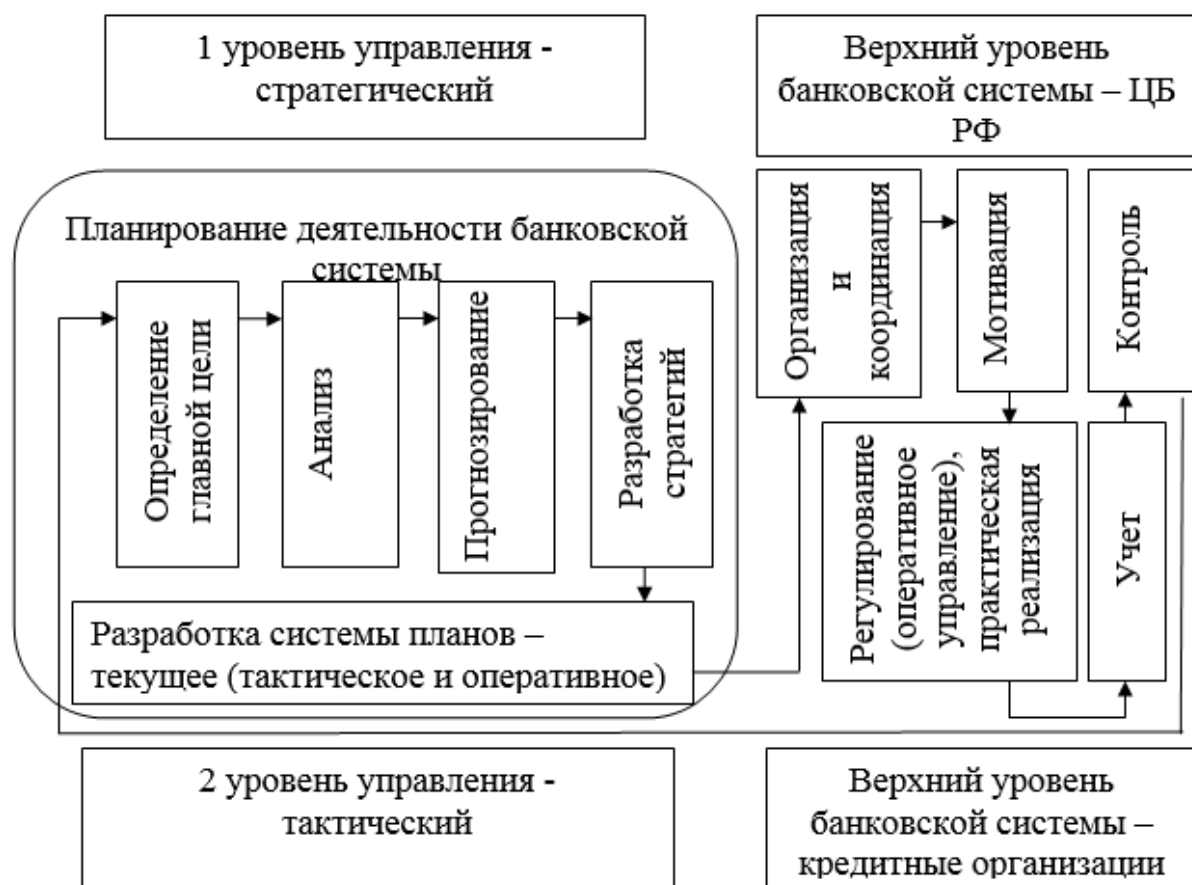 1 уровень управления -
стратегический
Верхний уровень
банковской системы – ЦБ
РФ
Планирование деятельности банковской
системы
Определение
главной цели
Анализ
Прогнозирование
Разработка
стратегий
Разработка системы планов –
текущее (тактическое и оперативное)
Организация
и
координация
Мотивация
Контроль
Регулирование
(оперативное
управление),
практическая
реализация
Учет
2 уровень управления -
тактический
Верхний уровень
банковской системы –
кредитные организации